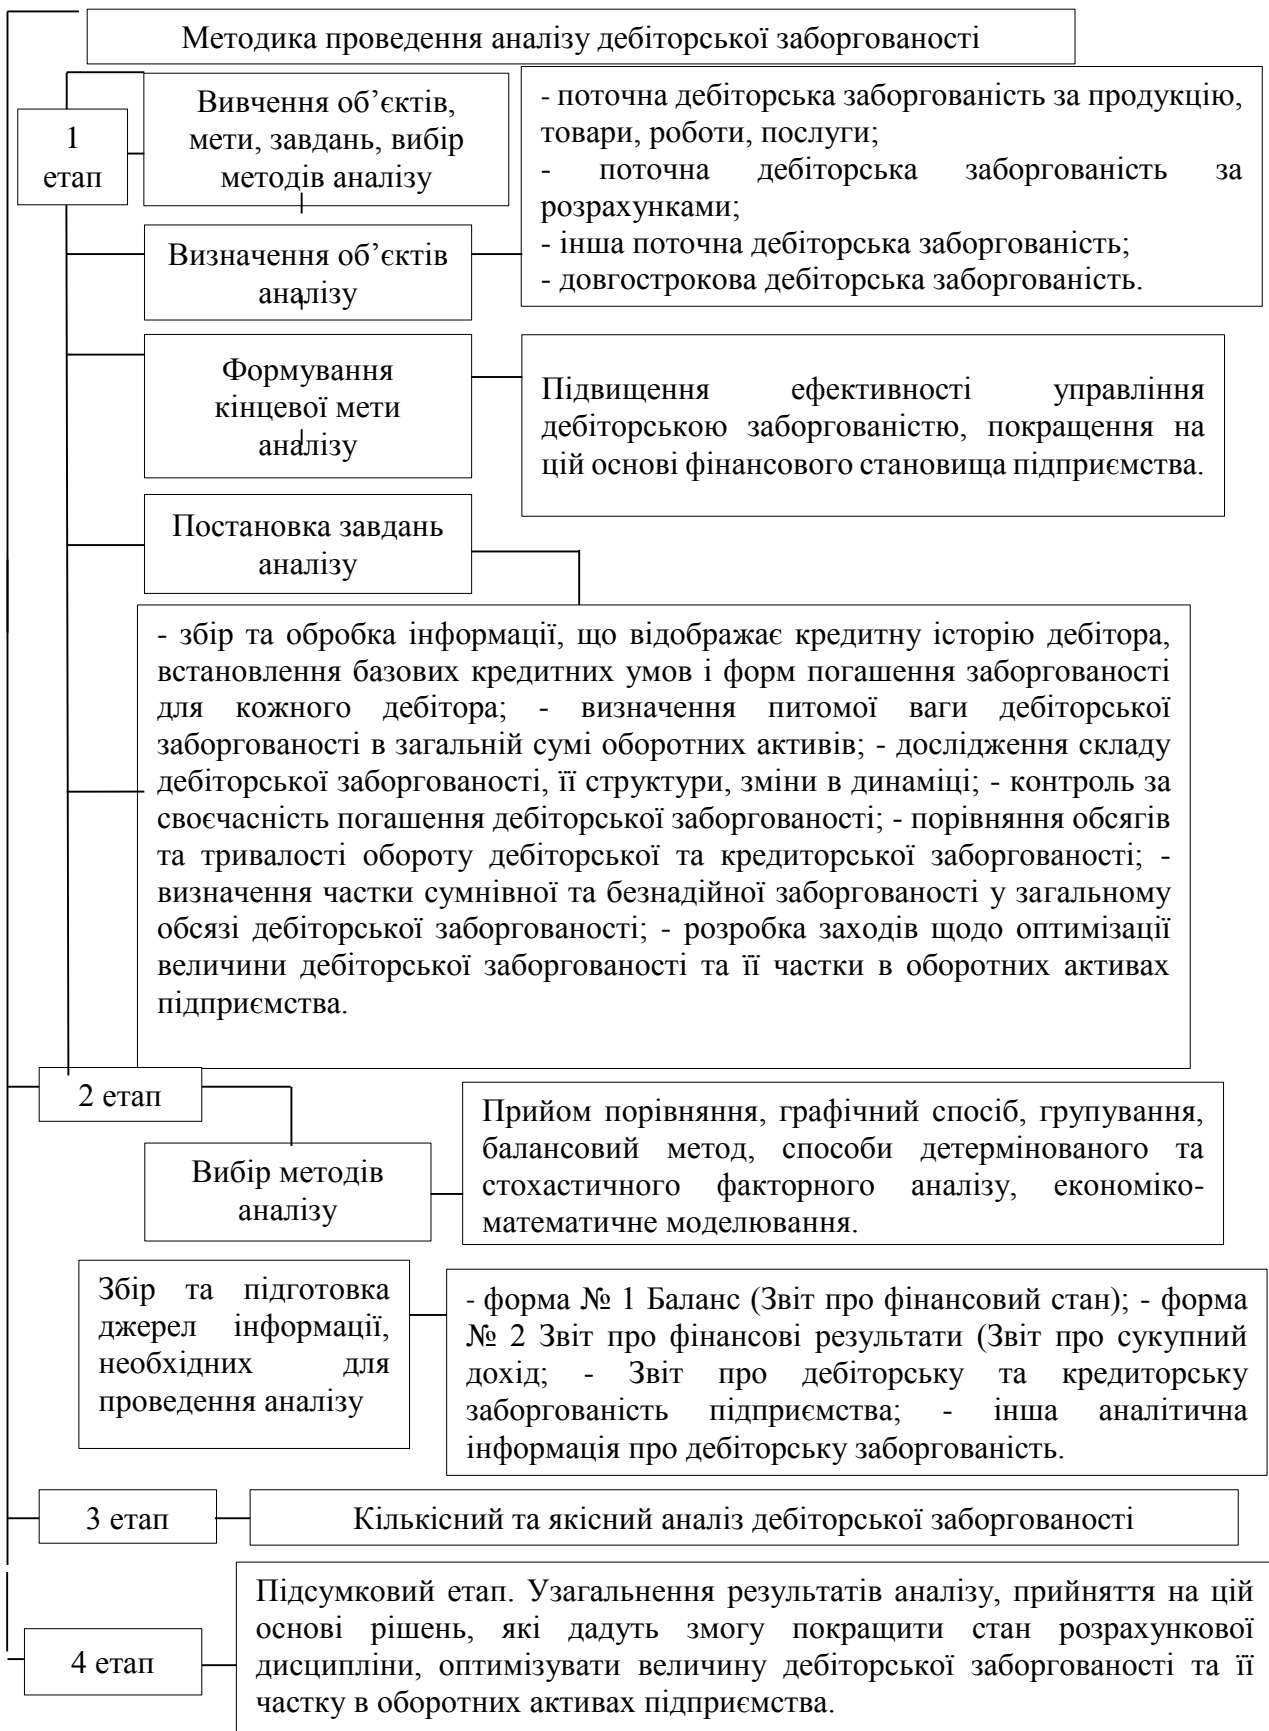 Методика проведення аналізу дебіторської заборгованості
1
етап
Вивчення об’єктів,
мети, завдань, вибір
методів аналізу
- поточна дебіторська заборгованість за продукцію,
товари, роботи, послуги;
- поточна дебіторська заборгованість за
розрахунками;
- інша поточна дебіторська заборгованість;
- довгострокова дебіторська заборгованість.
Визначення об’єктів
аналізу
Формування
кінцевої мети
аналізу
Підвищення ефективності управління
дебіторською заборгованістю, покращення на
цій основі фінансового становища підприємства.
Постановка завдань
аналізу
- збір та обробка інформації, що відображає кредитну історію дебітора,
встановлення базових кредитних умов і форм погашення заборгованості
для кожного дебітора; - визначення питомої ваги дебіторської
заборгованості в загальній сумі оборотних активів; - дослідження складу
дебіторської заборгованості, її структури, зміни в динаміці; - контроль за
своєчасність погашення дебіторської заборгованості; - порівняння обсягів
та тривалості обороту дебіторської та кредиторської заборгованості; -
визначення частки сумнівної та безнадійної заборгованості у загальному
обсязі дебіторської заборгованості; - розробка заходів щодо оптимізації
величини дебіторської заборгованості та її частки в оборотних активах
підприємства.
2 етап
Вибір методів
аналізу
Прийом порівняння, графічний спосіб, групування,
балансовий метод, способи детермінованого та
стохастичного факторного аналізу, економіко-
математичне моделювання.
Збір та підготовка
джерел інформації,
необхідних для
проведення аналізу
- форма № 1 Баланс (Звіт про фінансовий стан); - форма
№ 2 Звіт про фінансові результати (Звіт про сукупний
дохід; - Звіт про дебіторську та кредиторську
заборгованість підприємства; - інша аналітична
інформація про дебіторську заборгованість.
3 етап
Кількісний та якісний аналіз дебіторської заборгованості
4 етап
Підсумковий етап. Узагальнення результатів аналізу, прийняття на цій
основі рішень, які дадуть змогу покращити стан розрахункової
дисципліни, оптимізувати величину дебіторської заборгованості та її
частку в оборотних активах підприємства.